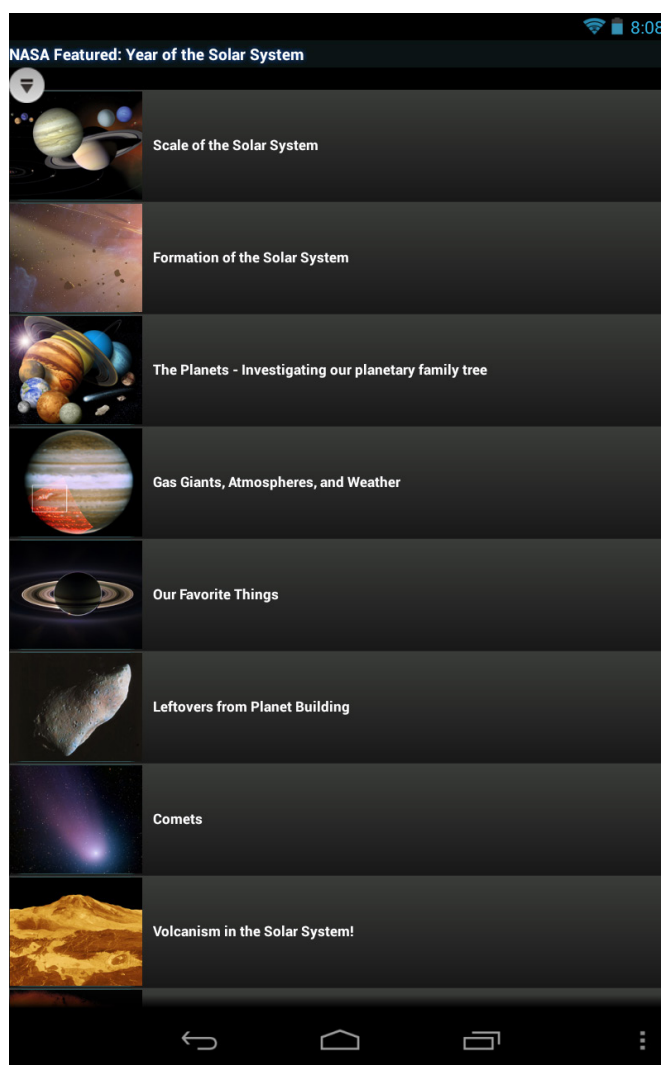 8:08
NASA Featured: Year of the Solar System
Scale of the Solar System
Formation of the Solar System
The Planets - Investigating our planetary family tree
Gas Giants, Atmospheres, and Weather
Our Favorite Things
Leftovers from Planet Building
Comets
Volcanism in the Solar System!